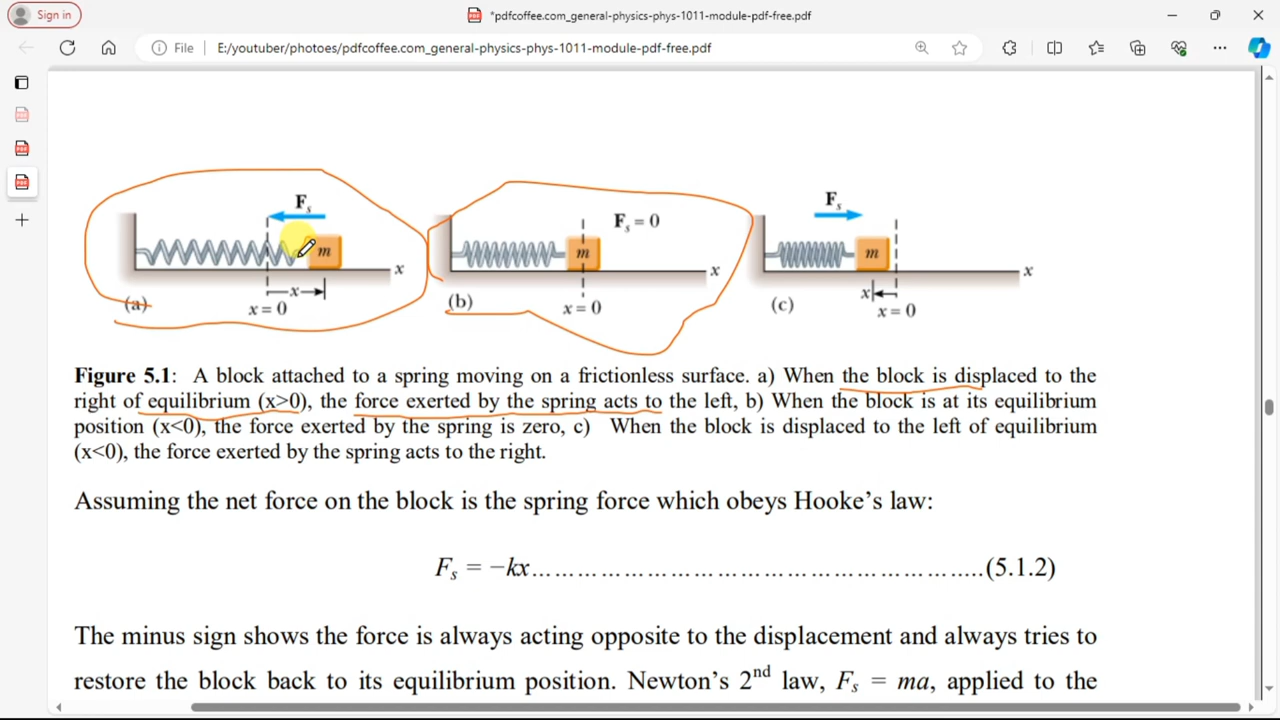 Sign in
*pdfcoffee.com_general-physics-phys-1011-module-pdf-free.pdf
File
E:/youtuber/photoes/pdfcoffee.com_general-physics-phys-1011-module-pdf-free.pdf
Fs
m
x
x
(a)
x = 0
Fs = 0
m
x
(b)
x = 0
Fs
m
x
x
(c)
x = 0
Figure 5.1: A block attached to a spring moving on a frictionless surface. a) When the block is displaced to the
right of equilibrium (x>0), the force exerted by the spring acts to the left, b) When the block is at its equilibrium
position (x<0), the force exerted by the spring is zero, c) When the block is displaced to the left of equilibrium
(x<0), the force exerted by the spring acts to the right.
Assuming the net force on the block is the spring force which obeys Hooke's law:
Fs = −kx……………………………………………………..(5.1.2)
The minus sign shows the force is always acting opposite to the displacement and always tries to
restore the block back to its equilibrium position. Newton's 2nd law, Fs = ma, applied to the